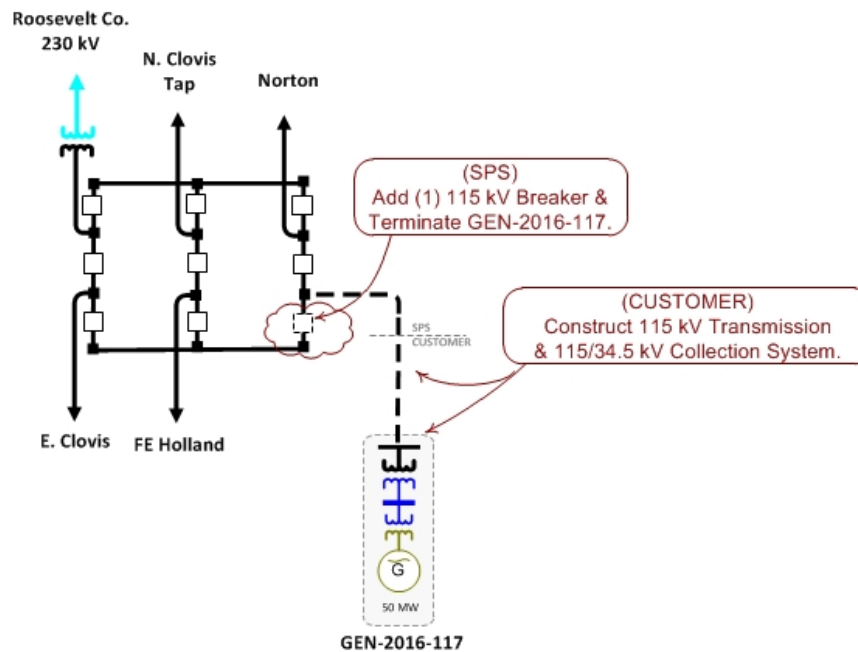 Roosevelt Co.
230 kV
N. Clovis
Tap
Norton
(SPS)
Add (1) 115 kV Breaker &
Terminate GEN-2016-117.
(CUSTOMER)
Construct 115 kV Transmission
& 115/34.5 kV Collection System.
SPS
CUSTOMER
E. Clovis
FE Holland
G
50 MW
GEN-2016-117